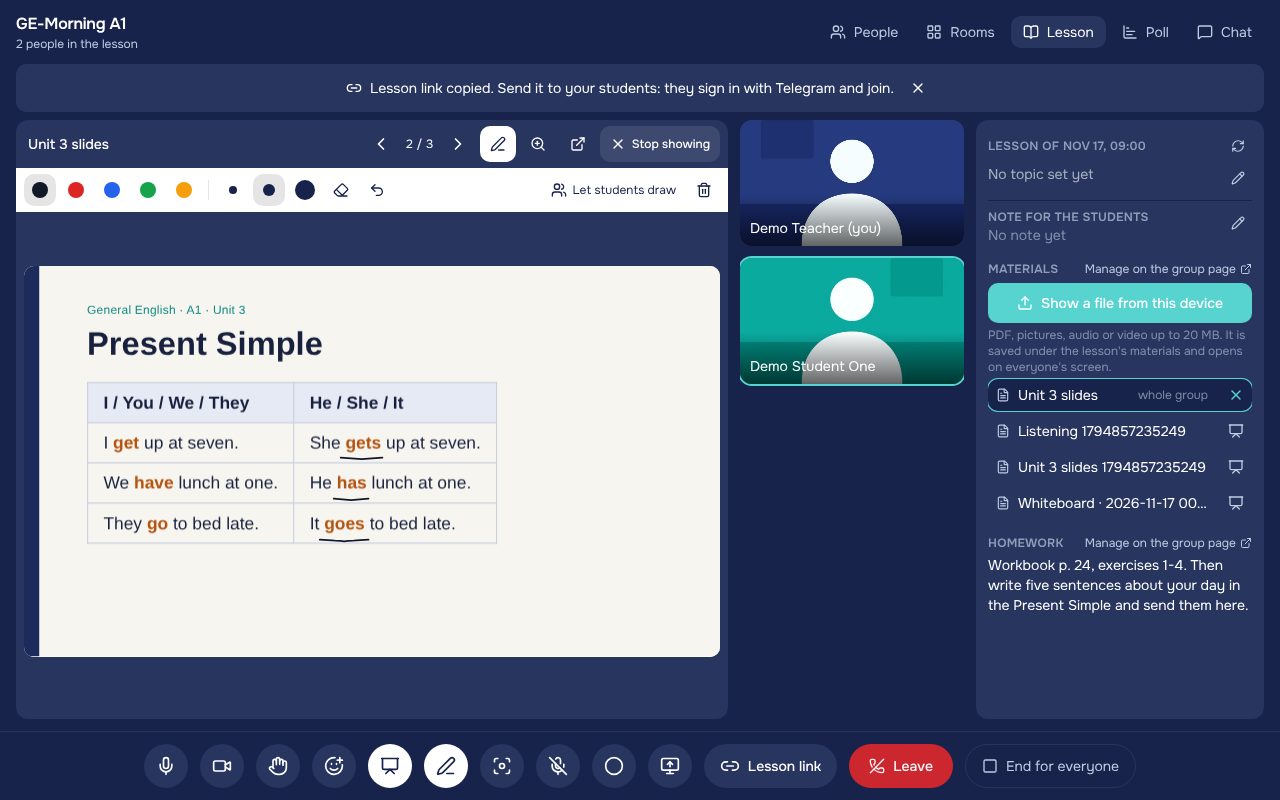 GE-Morning A1
2 people in the lesson
People
Rooms
Lesson
Poll
Chat
Lesson link copied. Send it to your students: they sign in with Telegram and join.
Unit 3 slides
2 / 3
Stop showing
Let students draw
General English · A1 · Unit 3
Present Simple
I / You / We / They
He / She / It
I get up at seven.
She gets up at seven.
We have lunch at one.
He has lunch at one.
They go to bed late.
It goes to bed late.
Demo Teacher (you)
Demo Student One
LESSON OF NOV 17, 09:00
No topic set yet
NOTE FOR THE STUDENTS
No note yet
MATERIALS
Manage on the group page
Show a file from this device
PDF, pictures, audio or video up to 20 MB. It is
saved under the lesson's materials and opens
on everyone's screen.
Unit 3 slides
whole group
Listening 1794857235249
Unit 3 slides 1794857235249
Whiteboard · 2026-11-17 00...
HOMEWORK
Manage on the group page
Workbook p. 24, exercises 1-4. Then
write five sentences about your day in
the Present Simple and send them here.
Lesson link
Leave
End for everyone